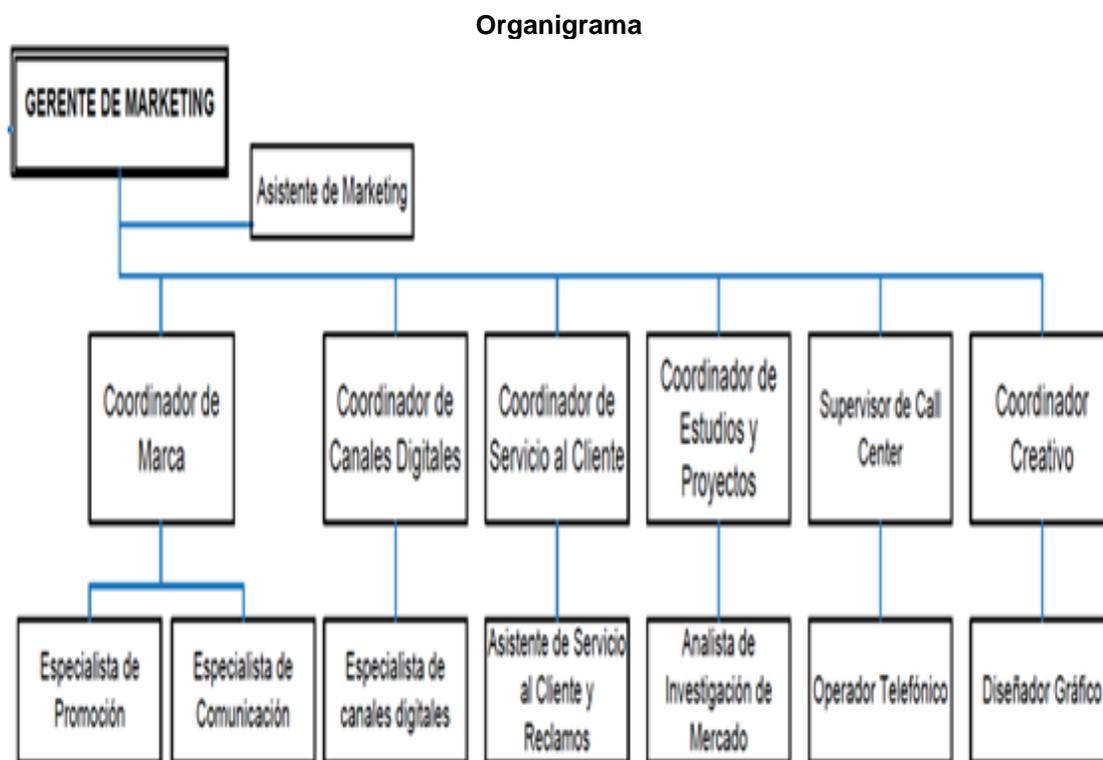 Organigrama
GERENTE DE MARKETING
Asistente de Marketing
Coordinador de
Marca
Coordinador de
Canales Digitales
Coordinador de
Servicio al Cliente
Coordinador de
Estudios y
Proyectos
Supervisor de Call
Center
Coordinador
Creativo
Especialista de
Promoción
Especialista de
Comunicación
Especialista de
canales digitales
Asistente de Servicio
al Cliente y
Reclamos
Analista de
Investigación de
Mercado
Operador Telefónico
Diseñador Gráfico